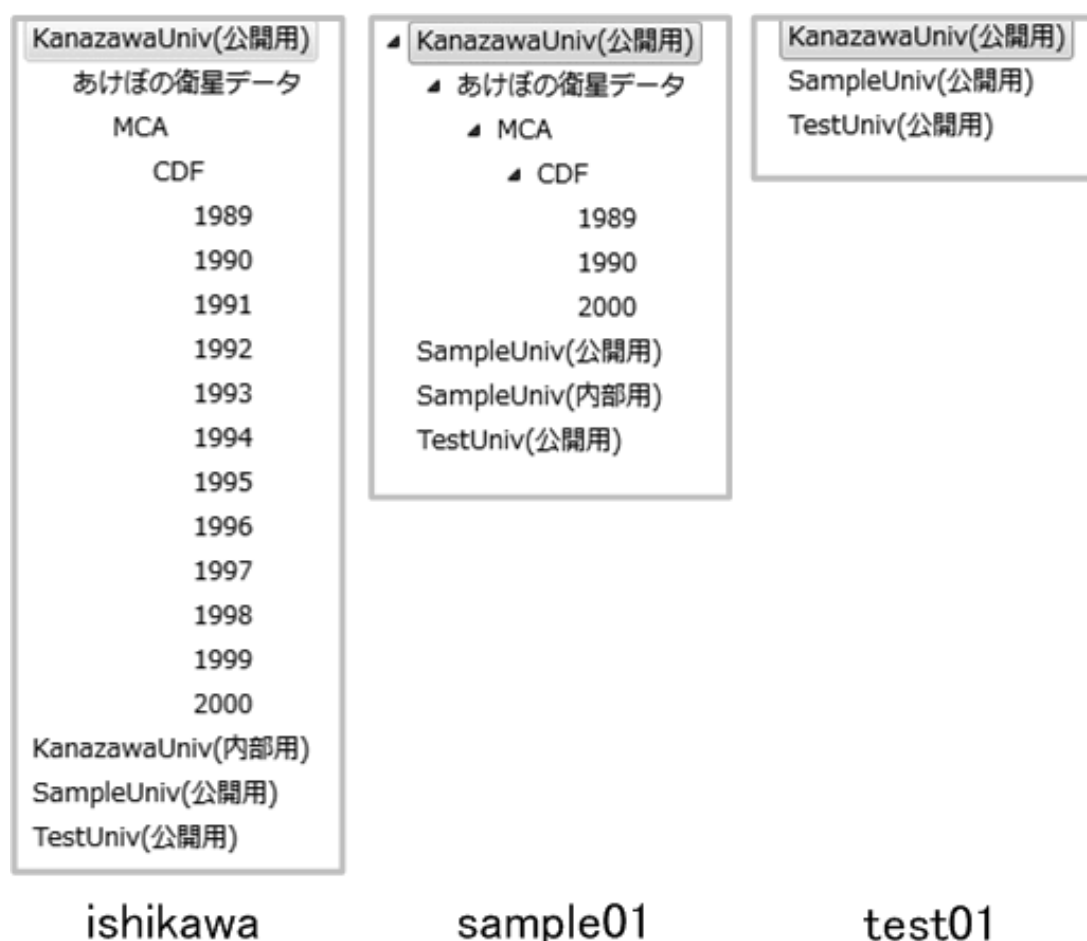 KanazawaUniv(公開用)
あけぼの衛星データ
MCA
CDF
1989
1990
1991
1992
1993
1994
1995
1996
1997
1998
1999
2000
KanazawaUniv(内部用)
SampleUniv(公開用)
TestUniv(公開用)
ishikawa
KanazawaUniv(公開用)
あけぼの衛星データ
MCA
CDF
1989
1990
2000
SampleUniv(公開用)
SampleUniv(内部用)
TestUniv(公開用)
sample01
KanazawaUniv(公開用)
SampleUniv(公開用)
TestUniv(公開用)
test01